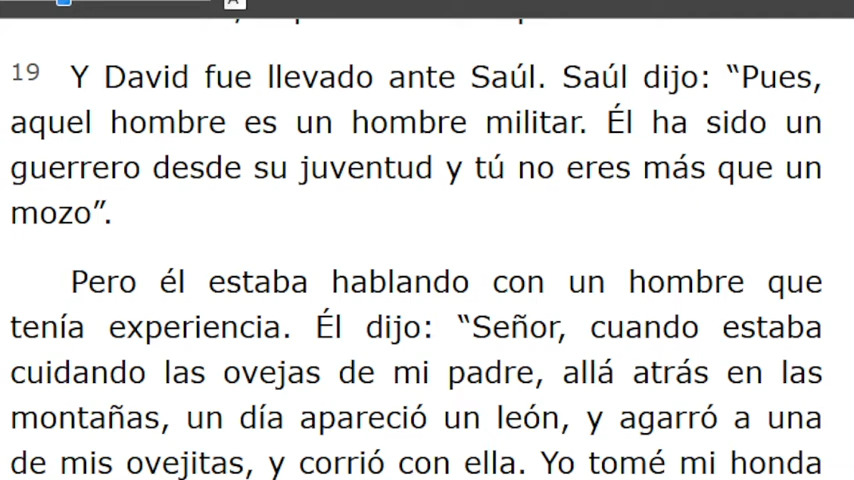 19 Y David fue llevado ante Saúl. Saúl dijo: “Pues,
aquel hombre es un hombre militar. Él ha sido un
guerrero desde su juventud y tú no eres más que un
mozo”.
Pero él estaba hablando con un hombre que
tenía experiencia. Él dijo: “Señor, cuando estaba
cuidando las ovejas de mi padre, allá atrás en las
montañas, un día apareció un león, y agarró a una
de mis ovejitas, y corrió con ella. Yo tomé mi honda